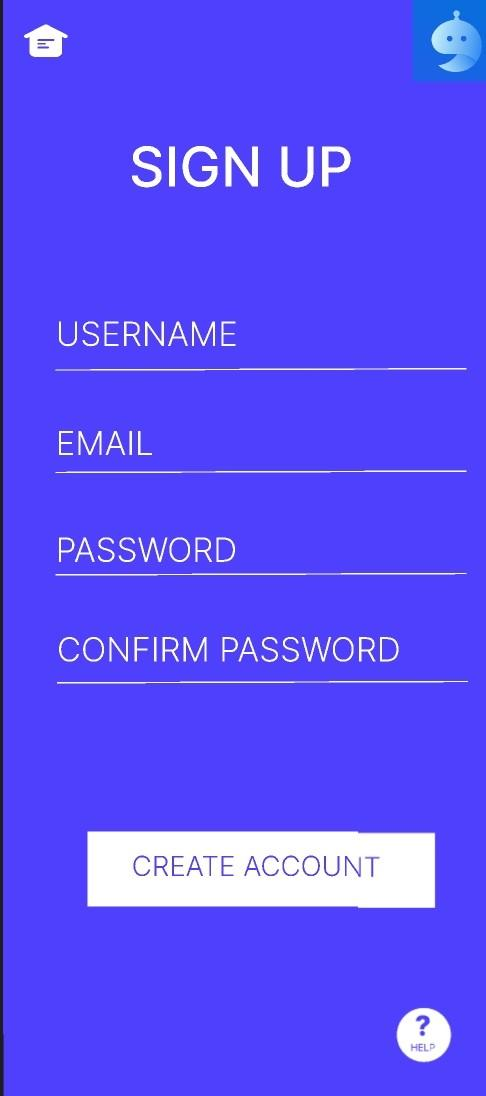 SIGN UP
USERNAME
EMAIL
PASSWORD
CONFIRM PASSWORD
CREATE ACCOUNT
?
HELP